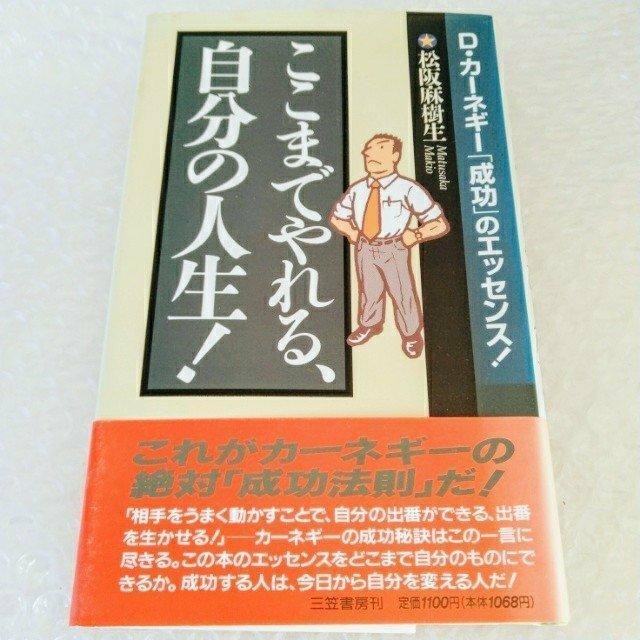 D・カーネギー「成功」のエッセンス!
松阪麻樹生
Matusaka
Makio
ここまでやれる、
自分の人生!
これがカーネギーの
絶対「成功法則」だ!
「相手をうまく動かすことで、自分の出番ができる、出番
を生かせる!」──カーネギーの成功秘訣はこの一言に
尽きる。この本のエッセンスをどこまで自分のものにで
きるか。成功する人は、今日から自分を変える人だ!
三笠書房刊 定価1100円(本体1068円)